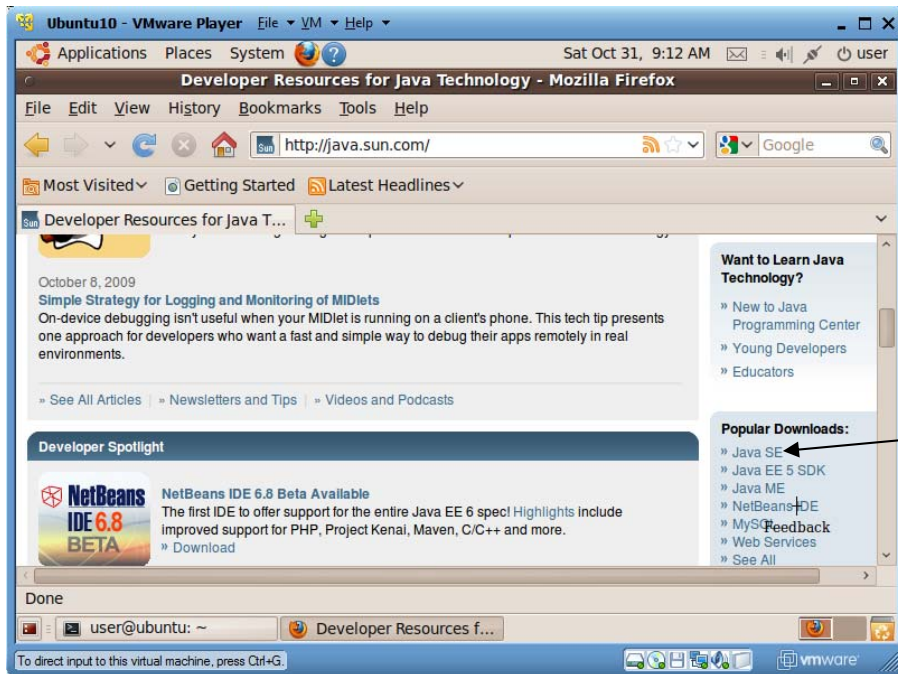 Ubuntu10 - VMware Player File VM Help
Applications Places System Sat Oct 31, 9:12 AM user
Developer Resources for Java Technology - Mozilla Firefox
File Edit View History Bookmarks Tools Help
Sun http://java.sun.com/ Google
Most Visited Getting Started Latest Headlines
Sun Developer Resources for Java T...
October 8, 2009
Simple Strategy for Logging and Monitoring of MIDlets
On-device debugging isn't useful when your MIDlet is running on a client's phone. This tech tip presents
one approach for developers who want a fast and simple way to debug their apps remotely in real
environments.
» See All Articles | » Newsletters and Tips | » Videos and Podcasts
Developer Spotlight
NetBeans
IDE 6.8
BETA
NetBeans IDE 6.8 Beta Available
The first IDE to offer support for the entire Java EE 6 spec! Highlights include
improved support for PHP, Project Kenai, Maven, C/C++ and more.
» Download
Want to Learn Java
Technology?
» New to Java
Programming Center
» Young Developers
» Educators
Popular Downloads:
» Java SE
» Java EE 5 SDK
» Java ME
» NetBeans IDE
» MySQL
Feedback
» Web Services
» See All
Done
user@ubuntu: ~ Developer Resources f...
To direct input to this virtual machine, press Ctrl+G. vmware